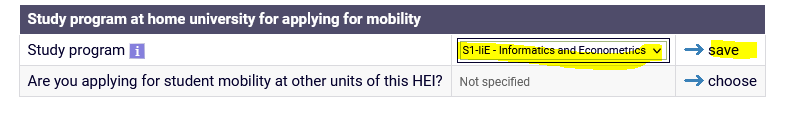 Study program at home university for applying for mobility
Study program i S1-IiE - Informatics and Econometrics save
Are you applying for student mobility at other units of this HEI? Not specified choose